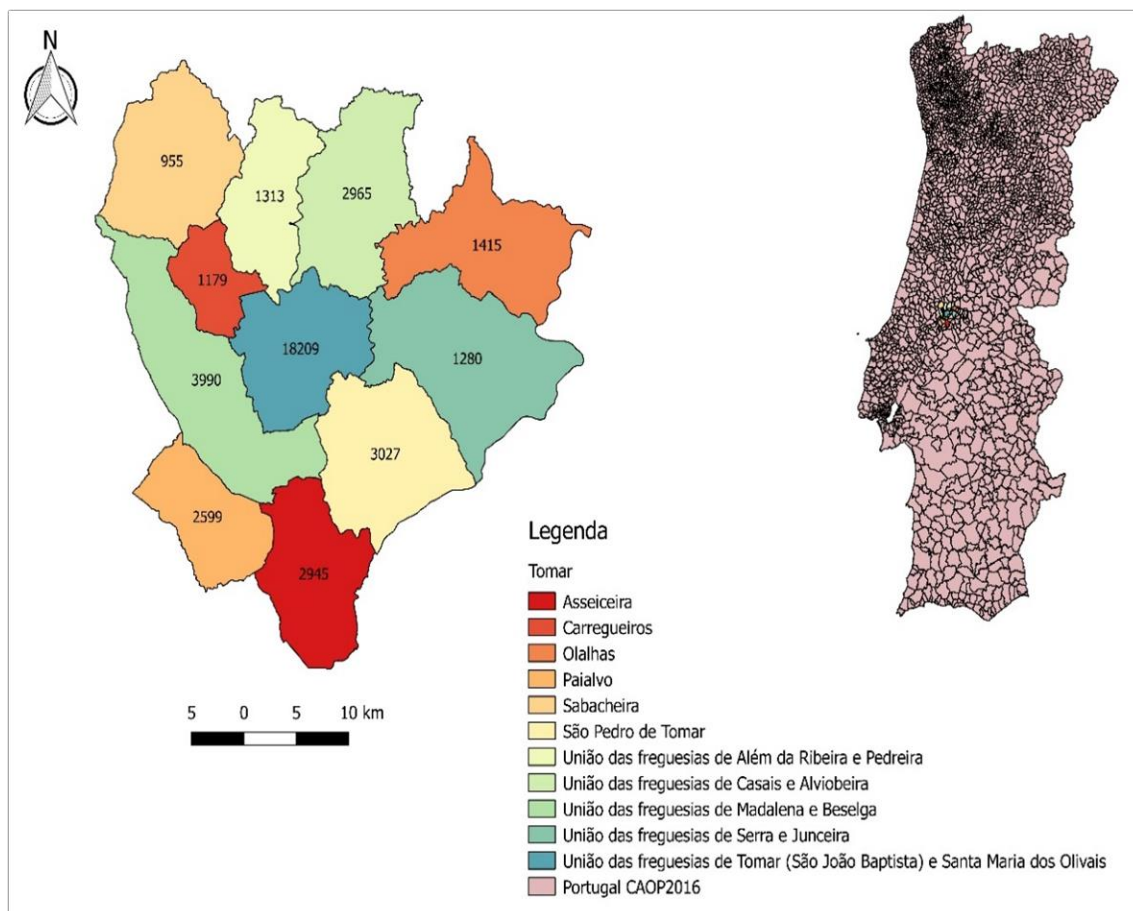 N
955
1313
2965
1415
1179
18209
1280
3990
3027
2599
2945
5 0 5 10 km
Legenda
Tomar
Asseiceira
Carregueiros
Olalhas
Paialvo
Sabacheira
São Pedro de Tomar
União das freguesias de Além da Ribeira e Pedreira
União das freguesias de Casais e Alviobeira
União das freguesias de Madalena e Beselga
União das freguesias de Serra e Junceira
União das freguesias de Tomar (São João Baptista) e Santa Maria dos Olivais
Portugal CAOP2016